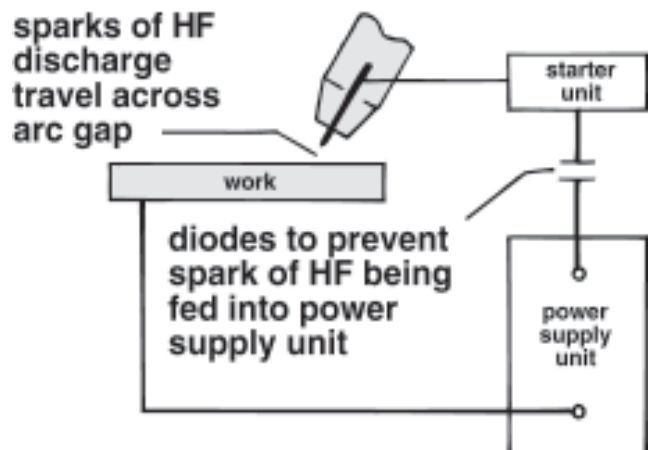 sparks of HF
discharge
travel across
arc gap
starter
unit
work
diodes to prevent
spark of HF being
fed into power
supply unit
power
supply
unit